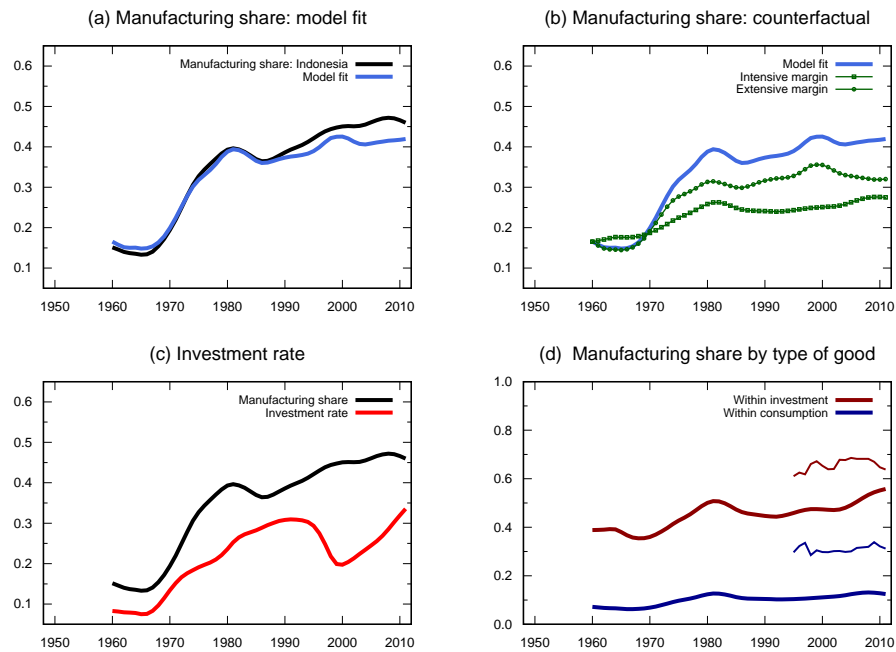 (a) Manufacturing share: model fit
Manufacturing share: Indonesia
Model fit
0.6
0.5
0.4
0.3
0.2
0.1
1950 1960 1970 1980 1990 2000 2010
(b) Manufacturing share: counterfactual
Model fit
Intensive margin
Extensive margin
0.6
0.5
0.4
0.3
0.2
0.1
1950 1960 1970 1980 1990 2000 2010
(c) Investment rate
Manufacturing share
Investment rate
0.6
0.5
0.4
0.3
0.2
0.1
1950 1960 1970 1980 1990 2000 2010
(d) Manufacturing share by type of good
Within investment
Within consumption
1.0
0.8
0.6
0.4
0.2
0.0
1950 1960 1970 1980 1990 2000 2010